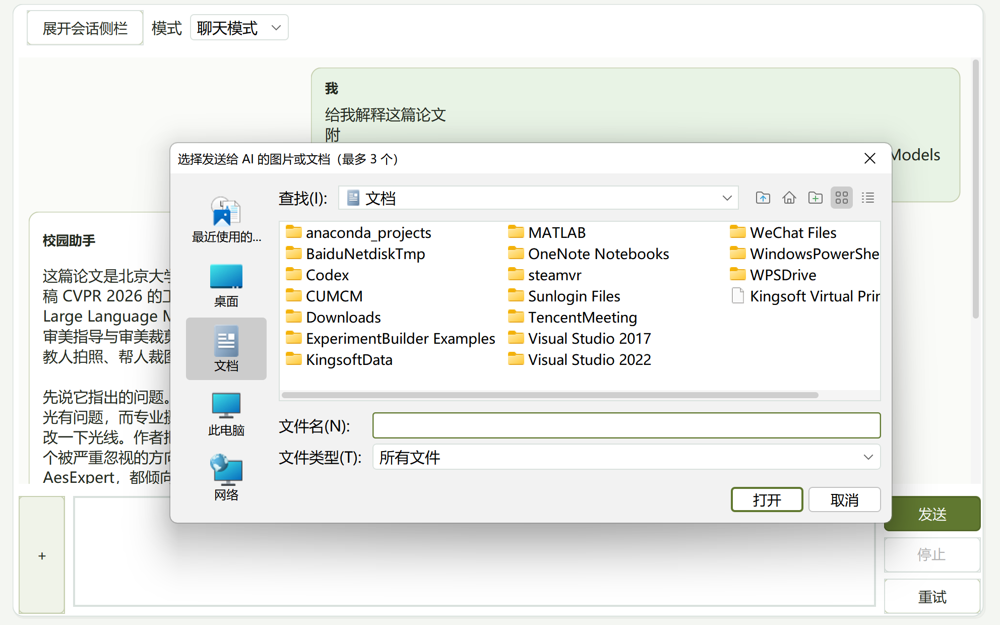 展开会话侧栏
模式
聊天模式
我
给我解释这篇论文
附
Models
校园助手
这篇论文是北京大
稿 CVPR 2026 的
Large Language
审美指导与审美裁
教人拍照、帮人裁
先说它指出的问题。
光有问题，而专业
改一下光线。作者
个被严重忽视的方
AesExpert，都倾
选择发送给 AI 的图片或文档（最多 3 个）
查找(I):
文档
最近使用的...
桌面
文档
此电脑
网络
anaconda_projects
BaiduNetdiskTmp
Codex
CUMCM
Downloads
ExperimentBuilder Examples
KingsoftData
MATLAB
OneNote Notebooks
steamvr
Sunlogin Files
TencentMeeting
Visual Studio 2017
Visual Studio 2022
WeChat Files
WindowsPowerShe
WPSDrive
Kingsoft Virtual Prin
文件名(N):
文件类型(T):
所有文件
打开
取消
+
发送
停止
重试